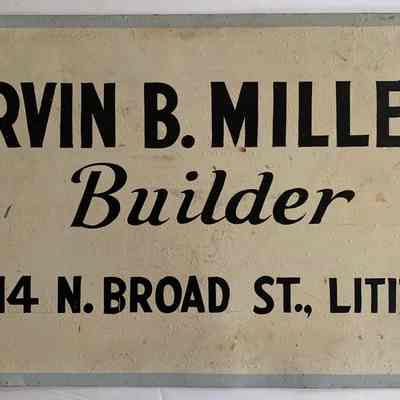 RVIN B. MILLE
Builder
14 N. BROAD ST., LITI